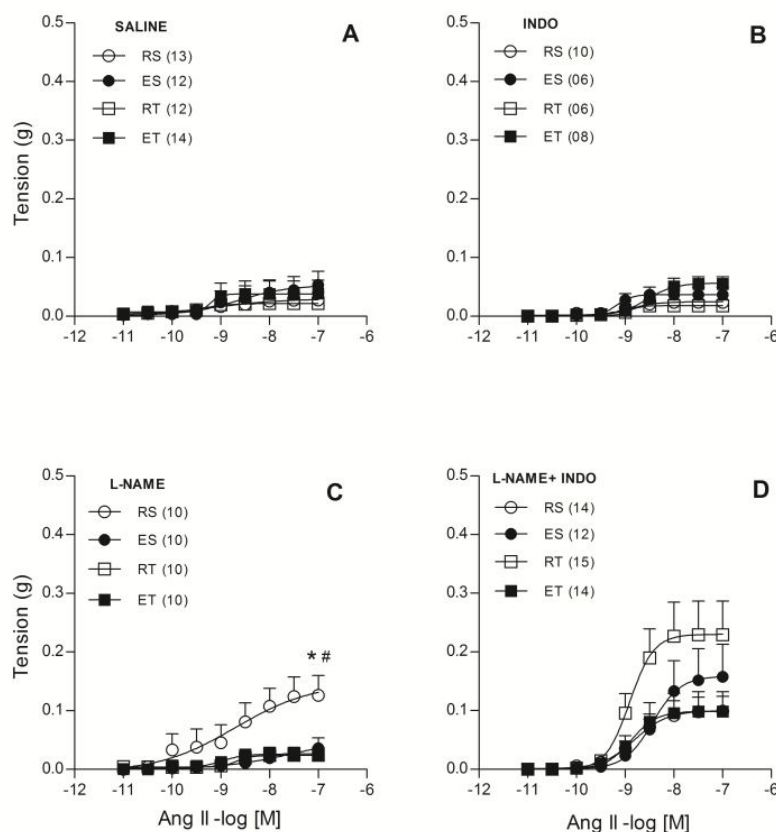 SALINE
A
RS (13)
ES (12)
RT (12)
ET (14)
Tension (g)
0.5
0.4
0.3
0.2
0.1
0.0
-11 -10 -9 -8 -7 -6
INDO
B
RS (10)
ES (06)
RT (06)
ET (08)
0.5
0.4
0.3
0.2
0.1
0.0
-11 -10 -9 -8 -7 -6
L-NAME
C
RS (10)
ES (10)
RT (10)
ET (10)
* #
Tension (g)
0.5
0.4
0.3
0.2
0.1
0.0
-11 -10 -9 -8 -7 -6
Ang II -log [M]
L-NAME+ INDO
D
RS (14)
ES (12)
RT (15)
ET (14)
0.5
0.4
0.3
0.2
0.1
0.0
-11 -10 -9 -8 -7 -6
Ang II -log [M]